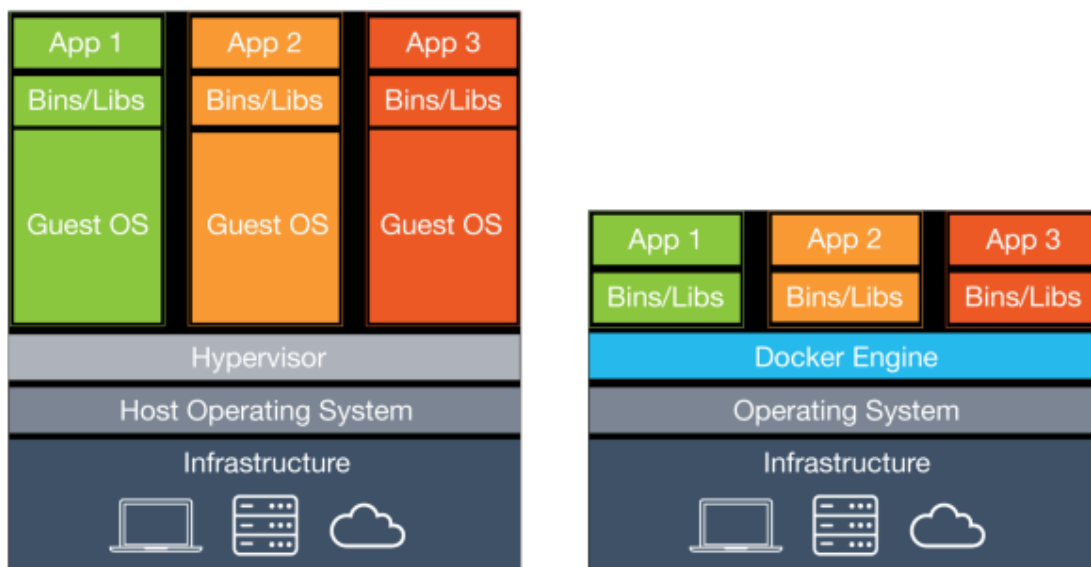 App 1
App 2
App 3
Bins/Libs
Bins/Libs
Bins/Libs
Guest OS
Guest OS
Guest OS
Hypervisor
Host Operating System
Infrastructure
App 1
App 2
App 3
Bins/Libs
Bins/Libs
Bins/Libs
Docker Engine
Operating System
Infrastructure